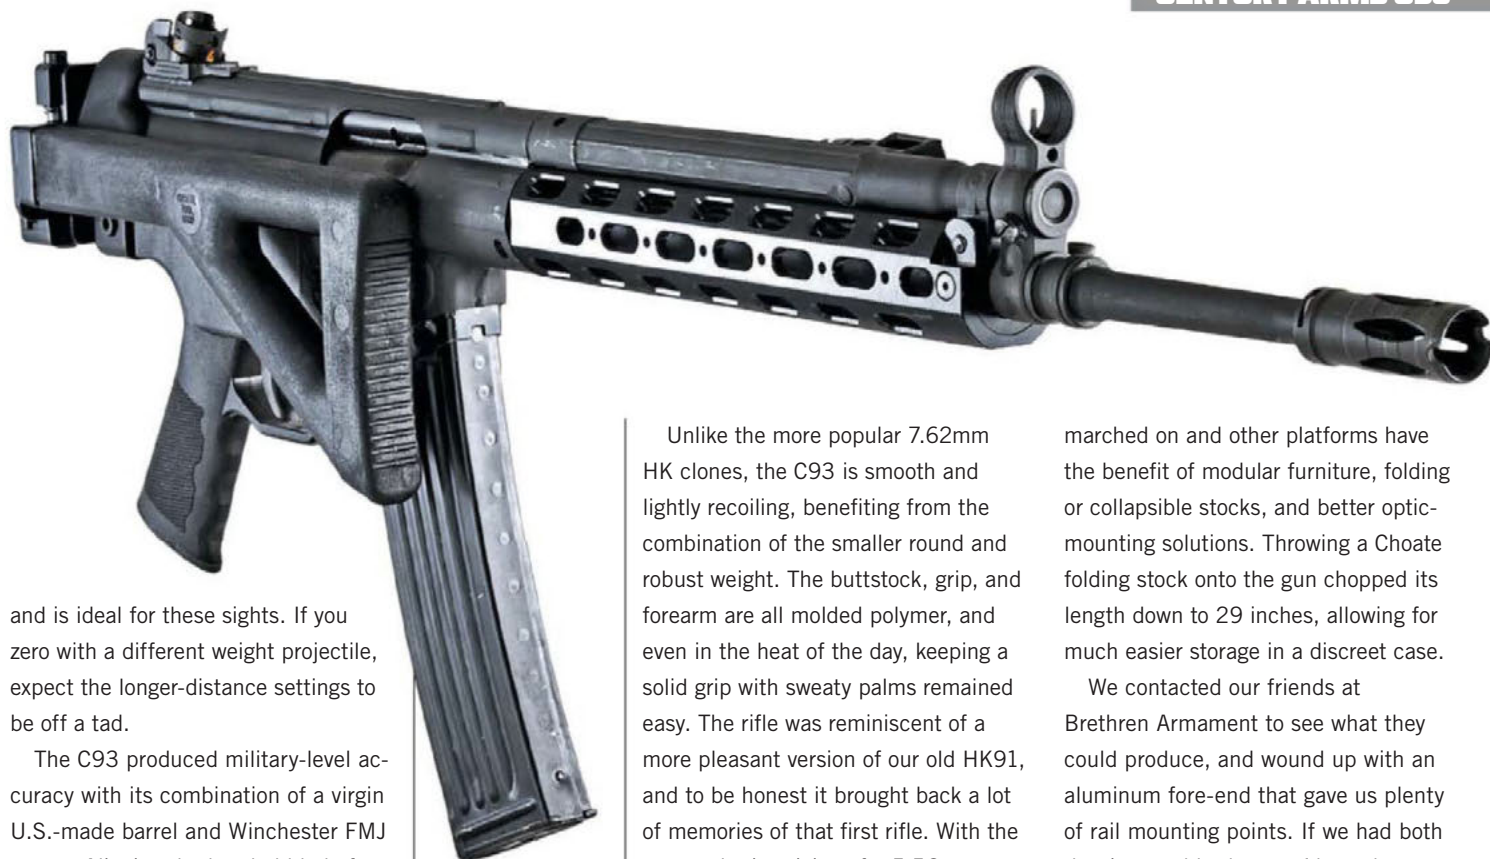 and is ideal for these sights. If you
zero with a different weight projectile,
expect the longer-distance settings to
be off a tad.
The C93 produced military-level ac-
curacy with its combination of a virgin
U.S.-made barrel and Winchester FMJ
Unlike the more popular 7.62mm
HK clones, the C93 is smooth and
lightly recoiling, benefiting from the
combination of the smaller round and
robust weight. The buttstock, grip, and
forearm are all molded polymer, and
even in the heat of the day, keeping a
solid grip with sweaty palms remained
easy. The rifle was reminiscent of a
more pleasant version of our old HK91,
and to be honest it brought back a lot
of memories of that first rifle. With the
marched on and other platforms have
the benefit of modular furniture, folding
or collapsible stocks, and better optic-
mounting solutions. Throwing a Choate
folding stock onto the gun chopped its
length down to 29 inches, allowing for
much easier storage in a discreet case.
We contacted our friends at
Brethren Armament to see what they
could produce, and wound up with an
aluminum fore-end that gave us plenty
of rail mounting points. If we had both